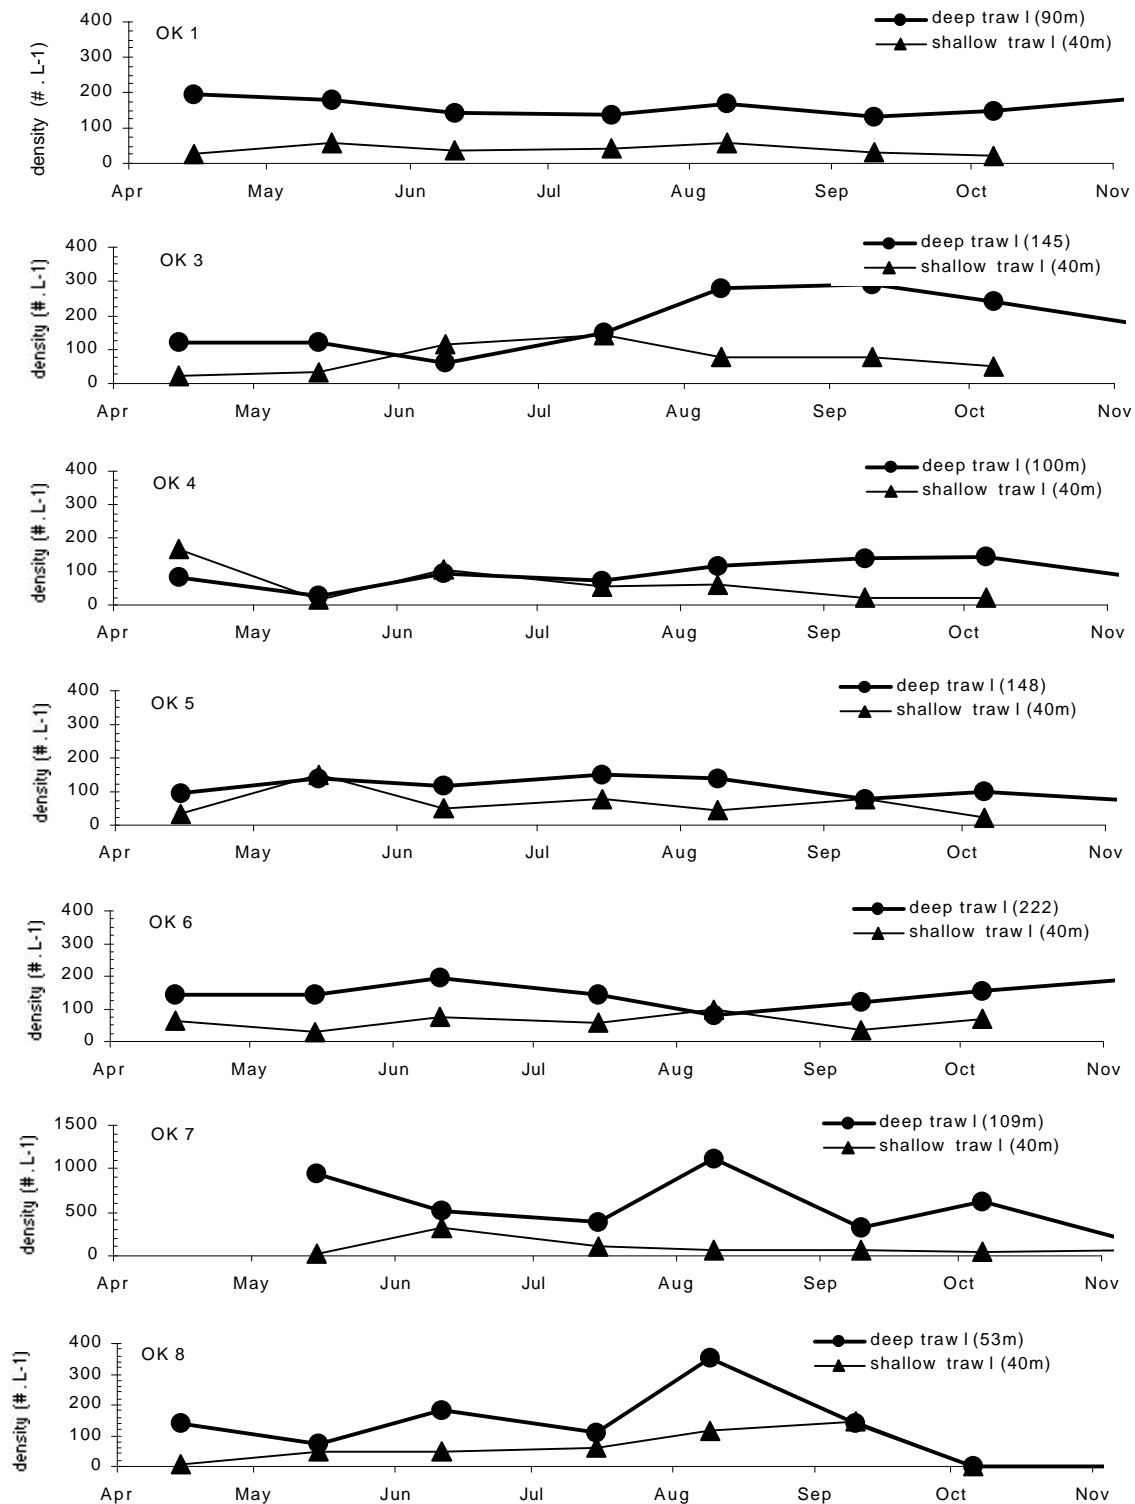 OK 1
deep traw l (90m)
shallow traw l (40m)
density (# . L-1)
400
300
200
100
0
Apr May Jun Jul Aug Sep Oct Nov
OK 3
deep traw l (145)
shallow traw l (40m)
density (# . L-1)
400
300
200
100
0
Apr May Jun Jul Aug Sep Oct Nov
OK 4
deep traw l (100m)
shallow traw l (40m)
density (# . L-1)
400
300
200
100
0
Apr May Jun Jul Aug Sep Oct Nov
OK 5
deep traw l (148)
shallow traw l (40m)
density (# . L-1)
400
300
200
100
0
Apr May Jun Jul Aug Sep Oct Nov
OK 6
deep traw l (222)
shallow traw l (40m)
density (# . L-1)
400
300
200
100
0
Apr May Jun Jul Aug Sep Oct Nov
OK 7
deep traw l (109m)
shallow traw l (40m)
density (# . L-1)
1500
1000
500
0
Apr May Jun Jul Aug Sep Oct Nov
OK 8
deep traw l (53m)
shallow traw l (40m)
density (# . L-1)
400
300
200
100
0
Apr May Jun Jul Aug Sep Oct Nov